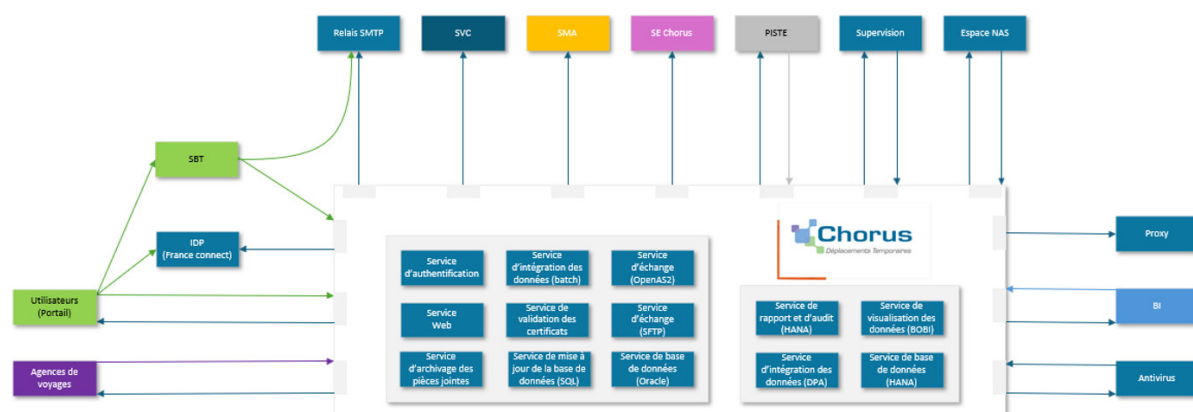 Relais SMTP
SVC
SMA
SE Chorus
PISTE
Supervision
Espace NAS
SBT
IDP
(France connect)
Utilisateurs
(Portail)
Agences de
voyages
Chorus
Déplacements Temporaires
Service
d'authentification
Service
d'intégration des
données (batch)
Service
d'échange
(OpenAS2)
Service
Web
Service de
validation des
certificats
Service
d'échange
(SFTP)
Service
d'archivage des
pièces jointes
Service de mise à
jour de la base de
données (SQL)
Service de base
de données
(Oracle)
Service de
rapport et d'audit
(HANA)
Service de
visualisation des
données (BOBI)
Service
d'intégration des
données (DPA)
Service de base
de données
(HANA)
Proxy
BI
Antivirus